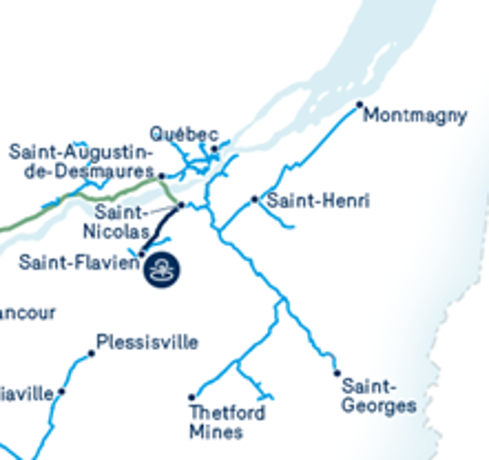 Montmagny
Québec
Saint-Augustin-
de-Desmaures
Saint-Henri
Saint-
Nicolas
Saint-Flavien
ancour
Plessisville
iaville
Saint-
Georges
Thetford
Mines